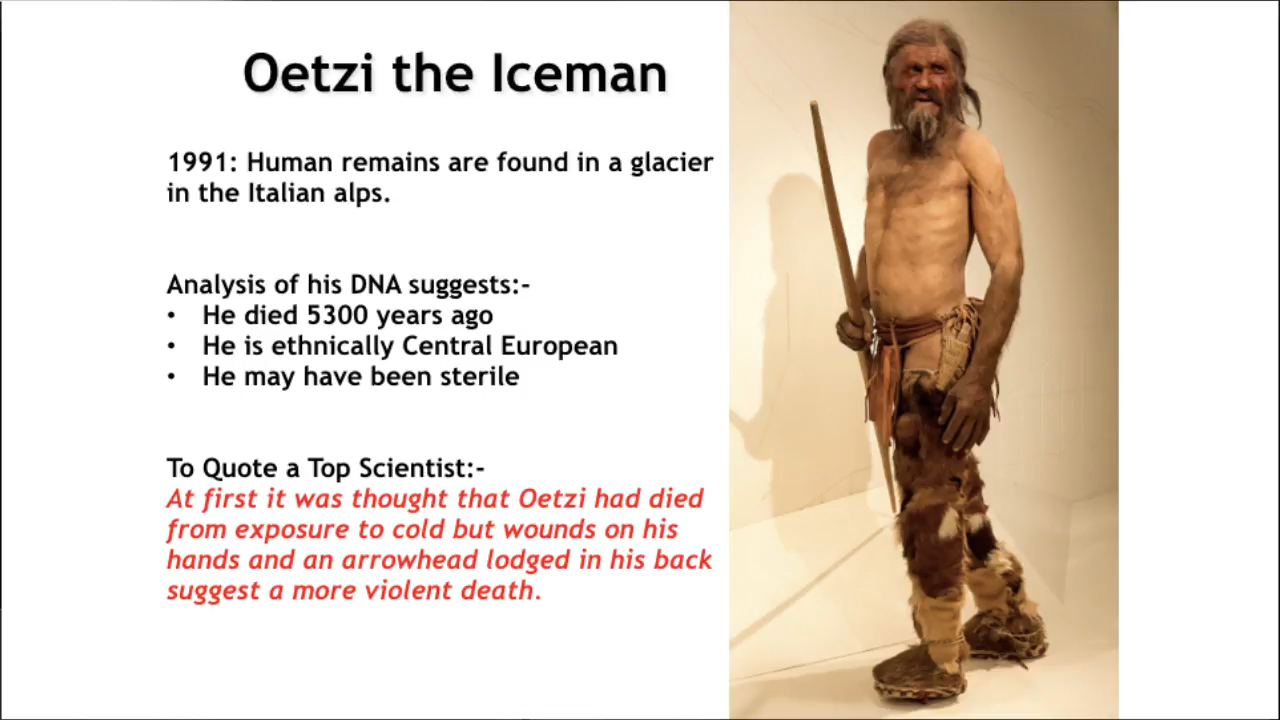 Oetzi the Iceman
1991: Human remains are found in a glacier
in the Italian alps.
Analysis of his DNA suggests:-
• He died 5300 years ago
• He is ethnically Central European
• He may have been sterile
To Quote a Top Scientist:-
At first it was thought that Oetzi had died
from exposure to cold but wounds on his
hands and an arrowhead lodged in his back
suggest a more violent death.